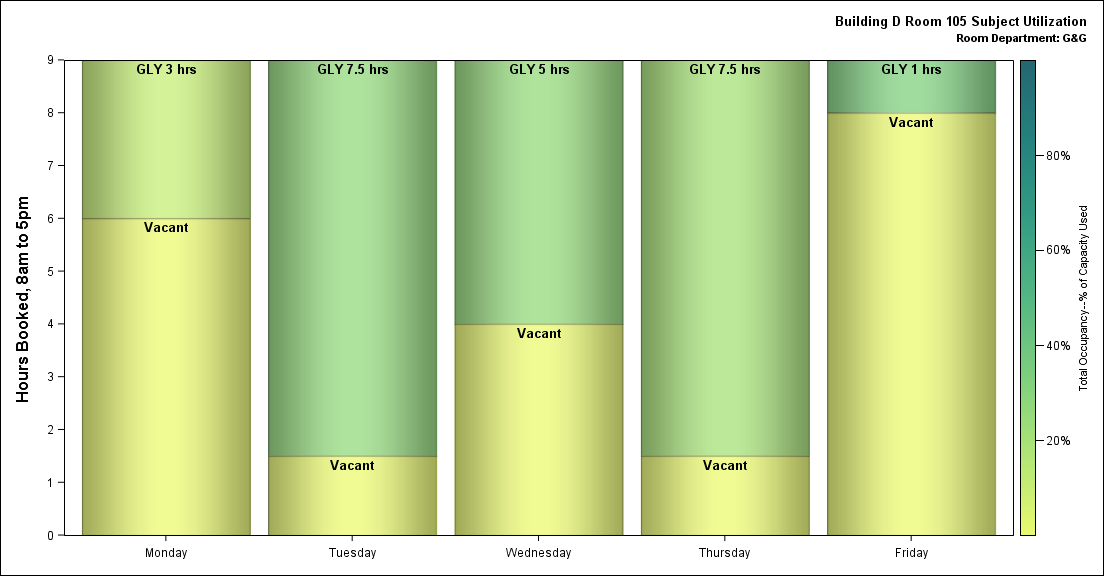 Building D Room 105 Subject Utilization
Room Department: G&G
Hours Booked, 8am to 5pm
9
8
7
6
5
4
3
2
1
0
GLY 3 hrs
Vacant
GLY 7.5 hrs
Vacant
GLY 5 hrs
Vacant
GLY 7.5 hrs
Vacant
GLY 1 hrs
Vacant
Monday
Tuesday
Wednesday
Thursday
Friday
80%
60%
40%
20%
Total Occupancy--% of Capacity Used